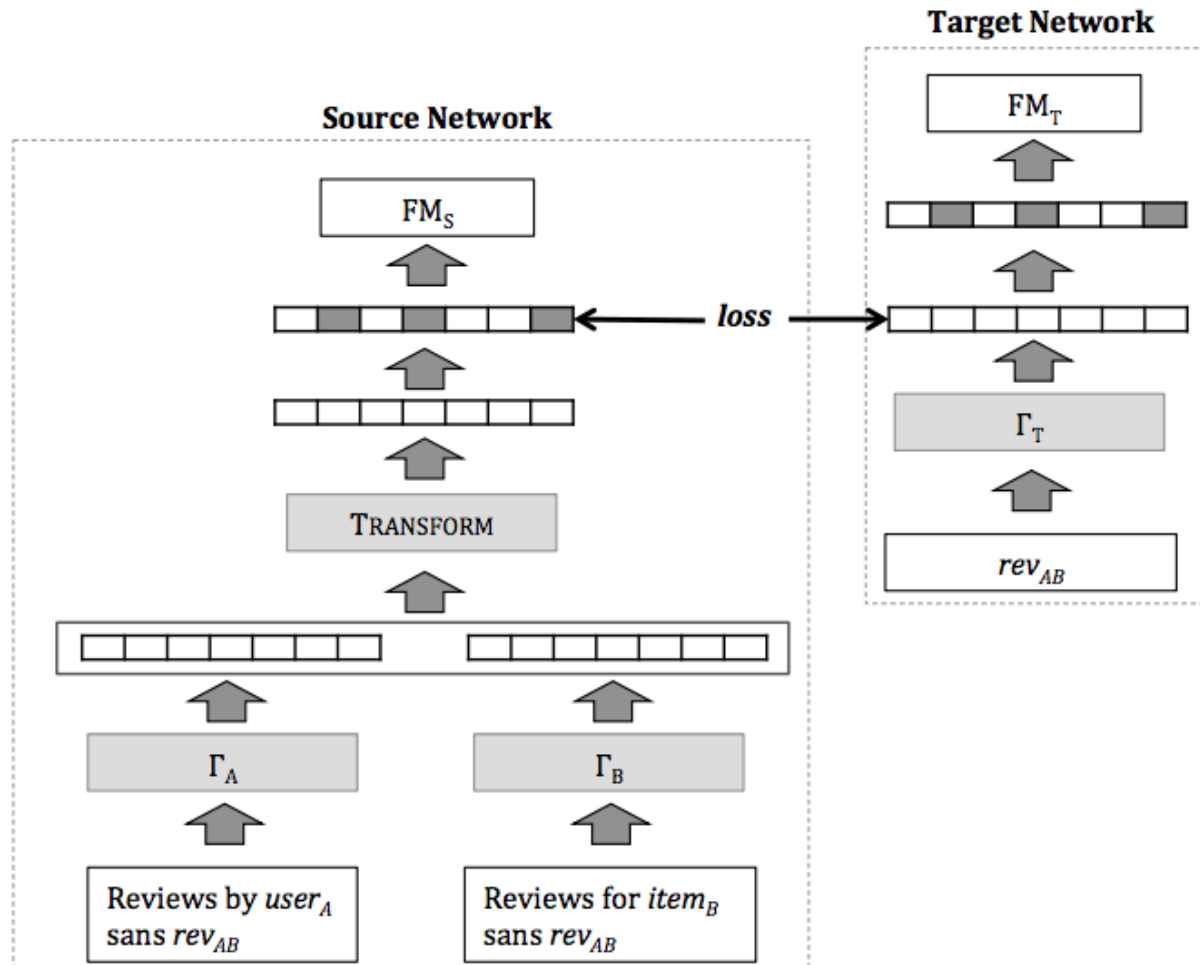 Target Network
FM_T
Source Network
FM_S
loss
Γ_T
TRANSFORM
rev_AB
Γ_A
Γ_B
Reviews by user_A
sans rev_AB
Reviews for item_B
sans rev_AB